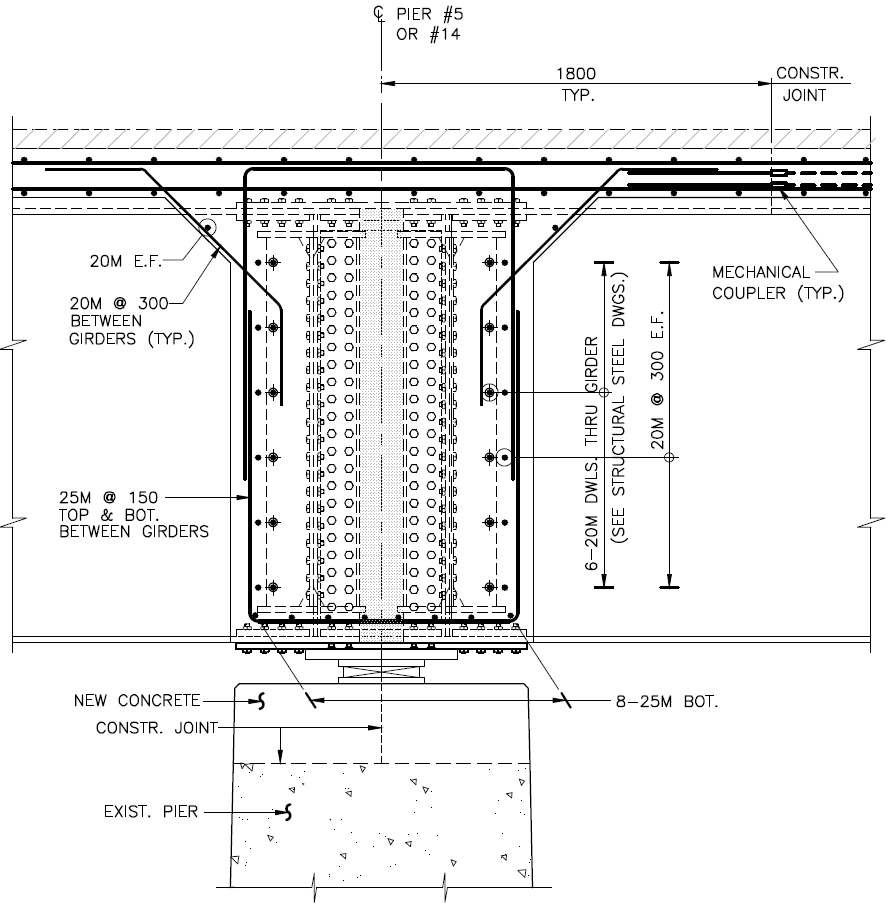 ℄ PIER #5
OR #14
1800
TYP.
CONSTR.
JOINT
20M E.F.
20M @ 300
BETWEEN
GIRDERS (TYP.)
MECHANICAL
COUPLER (TYP.)
6-20M DWLS. THRU GIRDER
(SEE STRUCTURAL STEEL DWGS.)
20M @ 300 E.F.
25M @ 150
TOP & BOT.
BETWEEN GIRDERS
NEW CONCRETE
8-25M BOT.
CONSTR. JOINT
EXIST. PIER